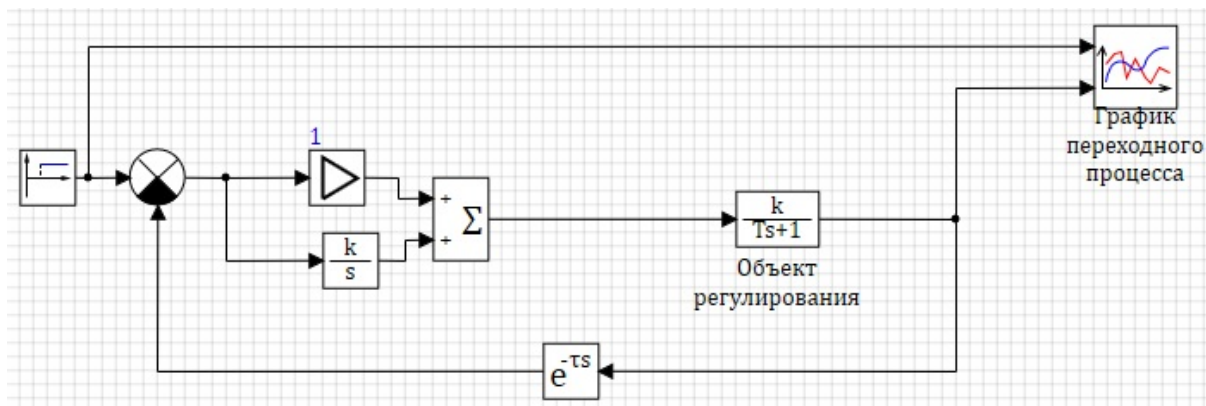 График
переходного
процесса
1
+
Σ
+
k
s
k
Ts+1
Объект
регулирования
e-τs